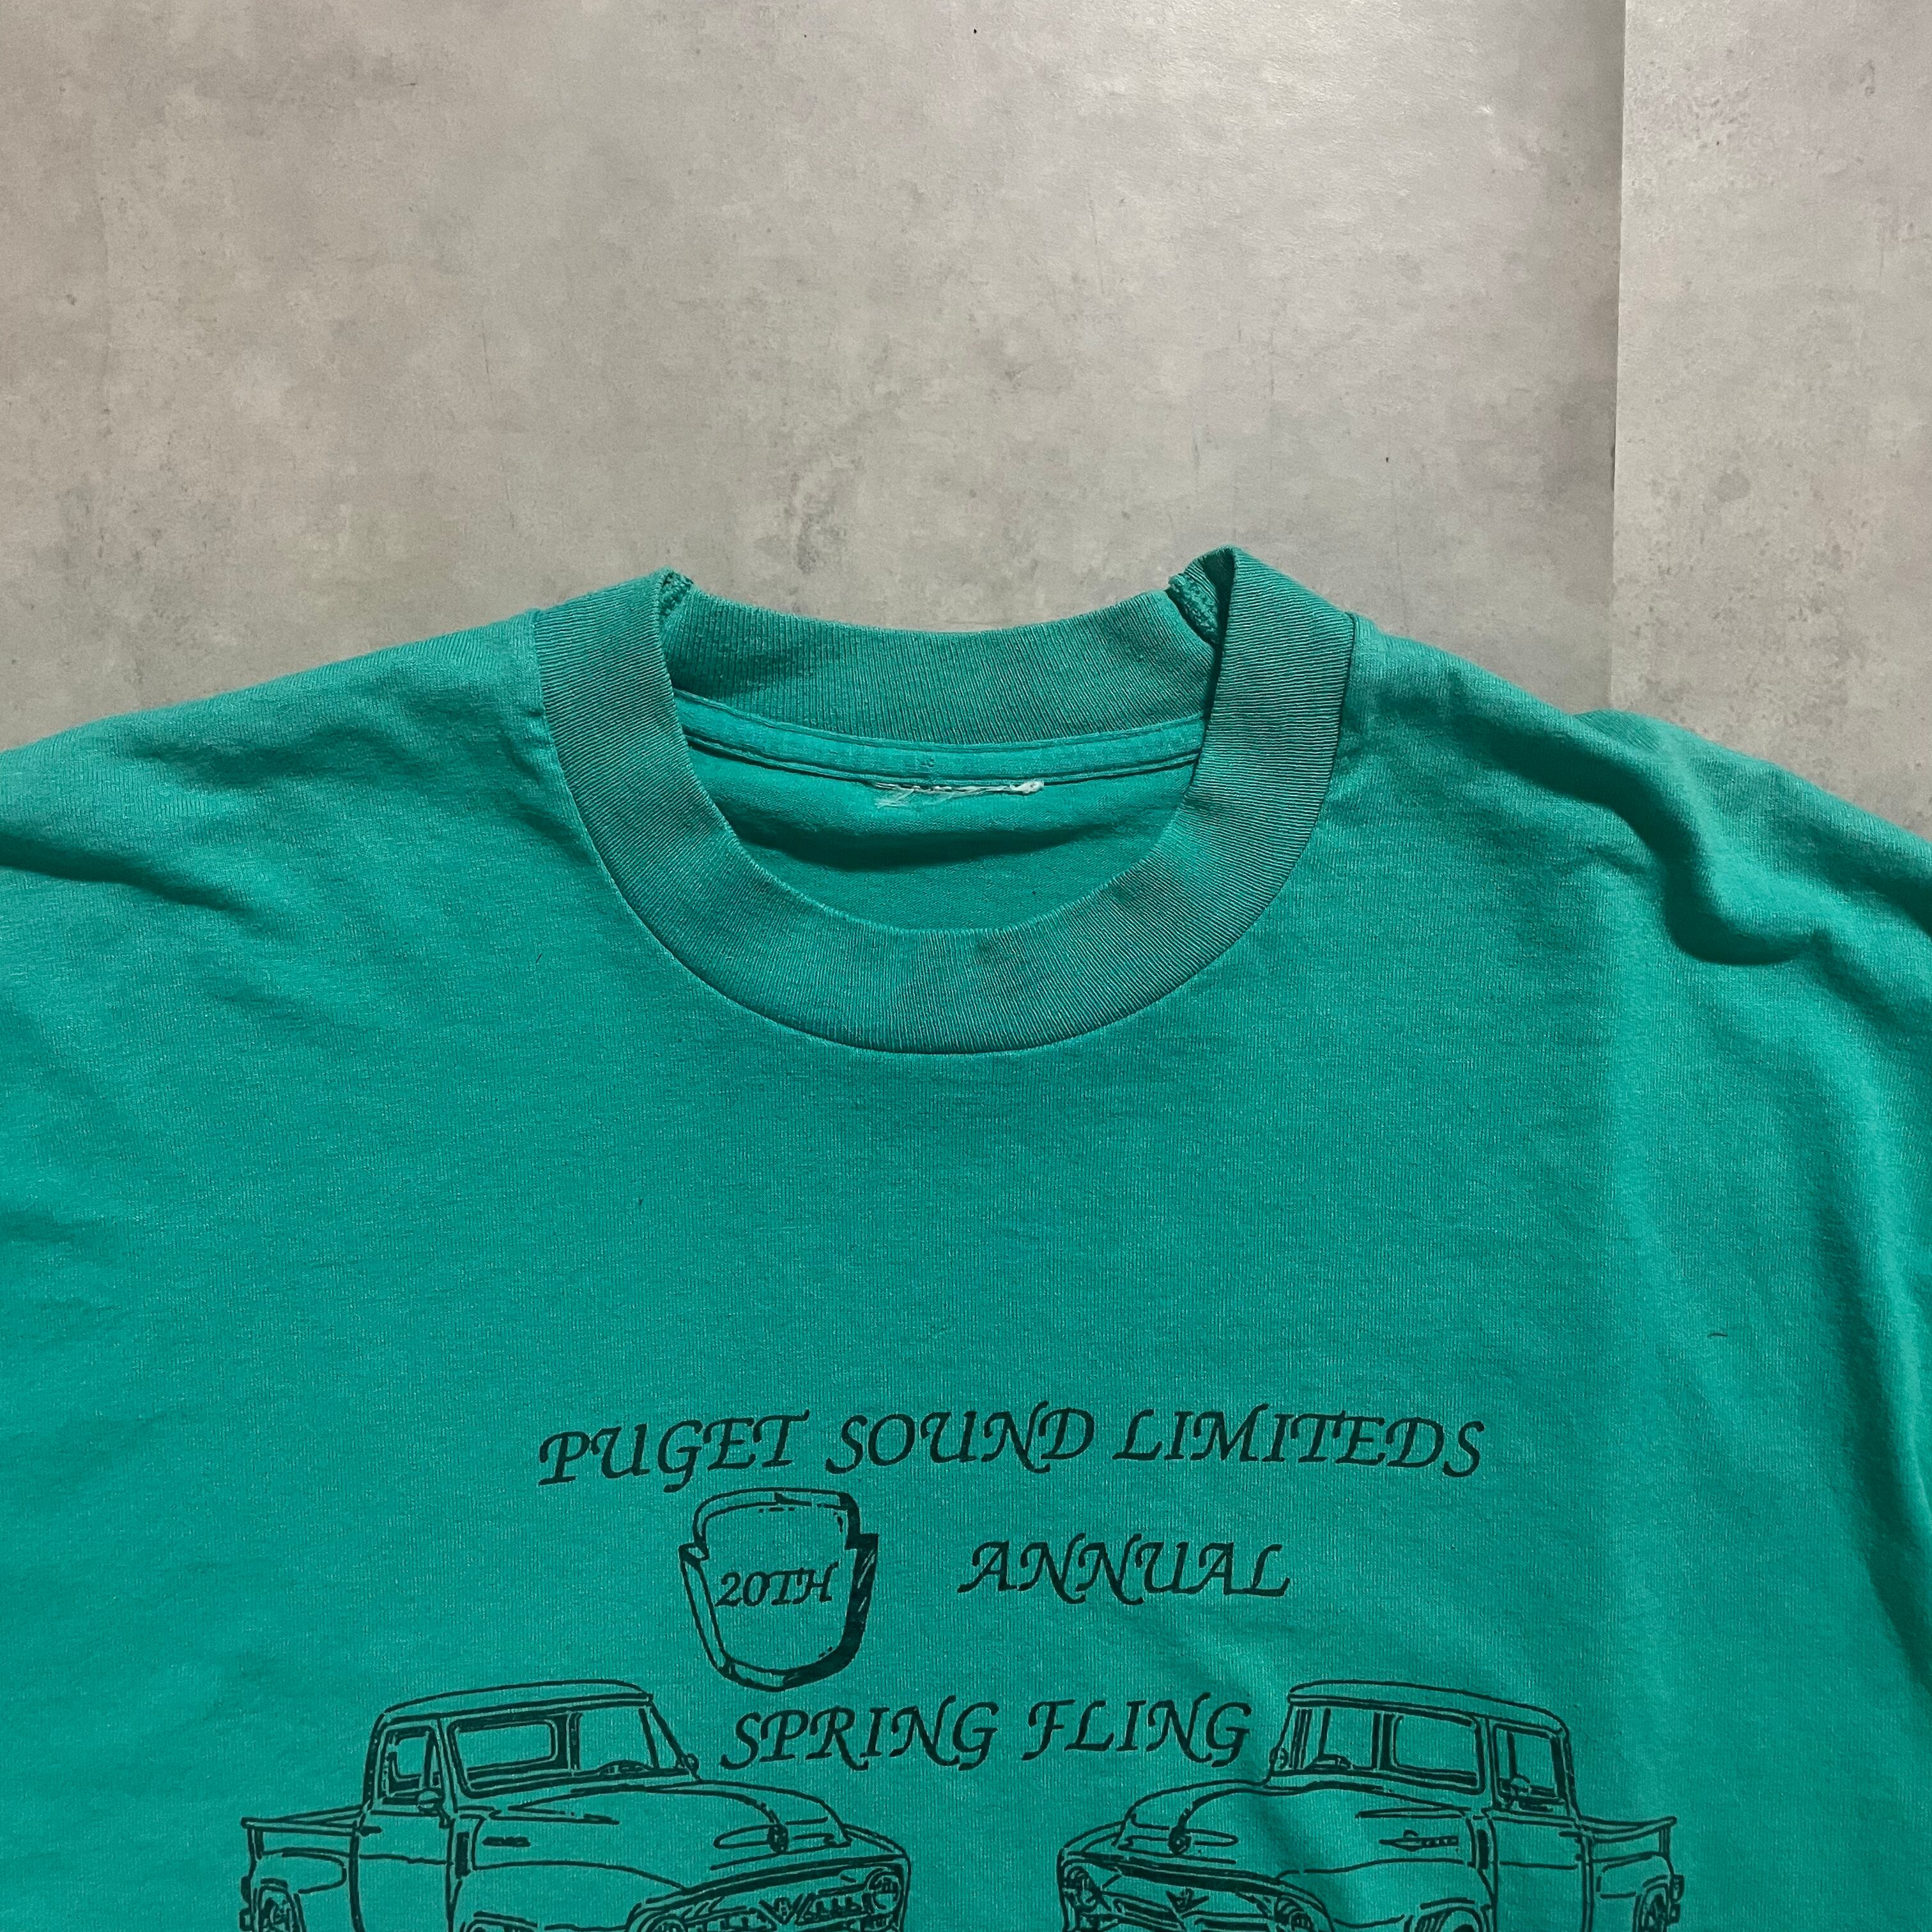 PUGET SOUND LIMITEDS
20TH ANNUAL
SPRING FLING